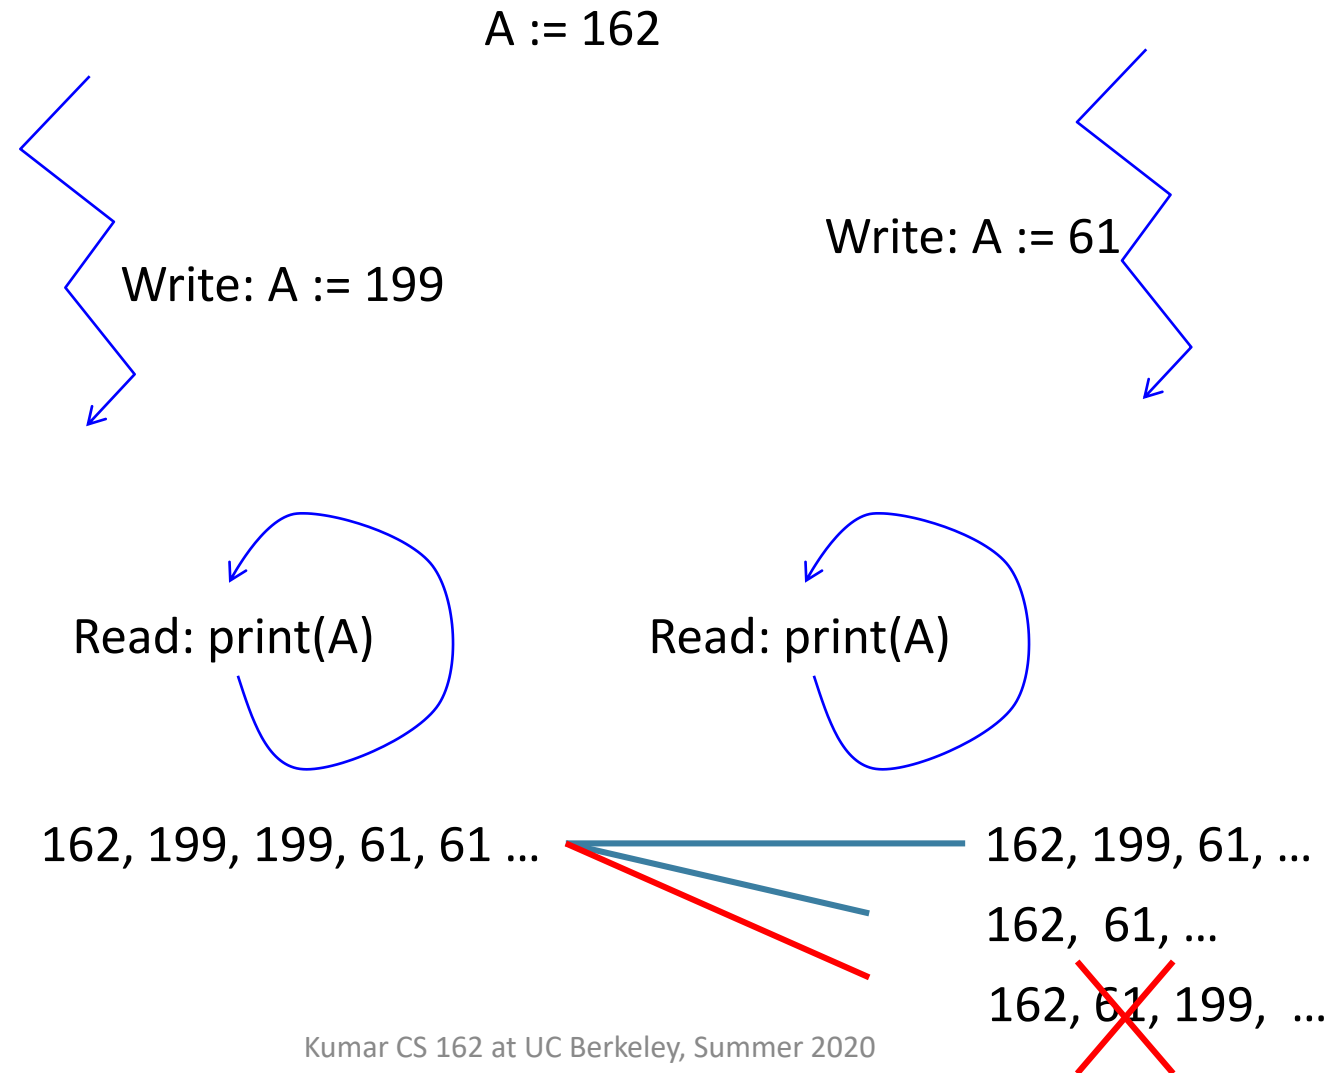 A := 162
Write: A := 61
Write: A := 199
Read: print(A)
Read: print(A)
162, 199, 199, 61, 61 …
162, 199, 61, …
162, 61, …
162, 61, 199, …
Kumar CS 162 at UC Berkeley, Summer 2020